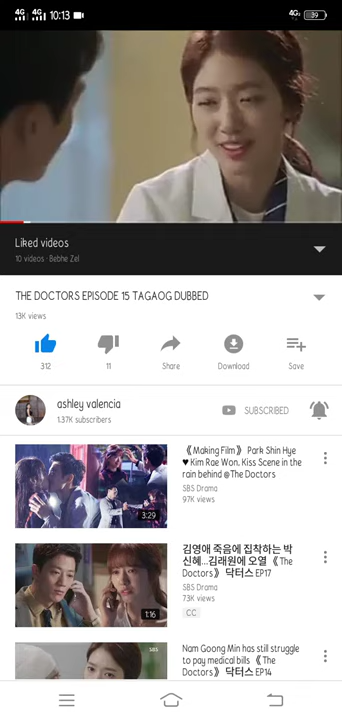 4G 4G 10:13 4G 39
Liked videos
10 videos · Bebhe Zel
THE DOCTORS EPISODE 15 TAGAOG DUBBED
13K views
312 11 Share Download Save
ashley valencia
1.37K subscribers
SUBSCRIBED
《Making Film》 Park Shin Hye
♥ Kim Rae Won, Kiss Scene in the
rain behind @The Doctors
SBS Drama
97K views
3:29
김영애 죽음에 집착하는 박
신혜...김래원에 오열 《The
Doctors》 닥터스 EP17
SBS Drama
73K views
CC
1:16
SBS
Nam Goong Min has still struggle
to pay medical bills 《The
Doctors》 닥터스 EP14